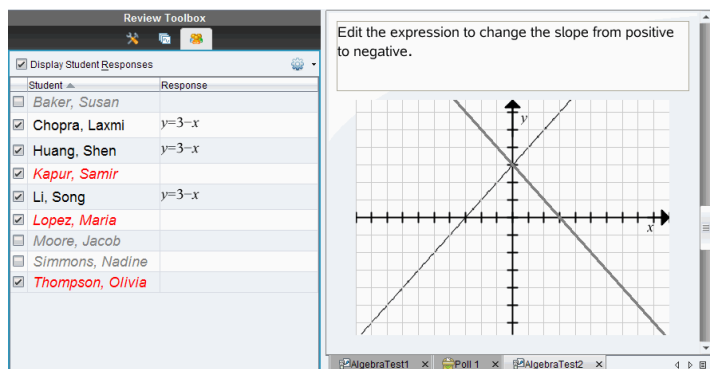 Review Toolbox
Display Student Responses
Student Response
Baker, Susan
Chopra, Laxmi y=3−x
Huang, Shen y=3−x
Kapur, Samir
Li, Song y=3−x
Lopez, Maria
Moore, Jacob
Simmons, Nadine
Thompson, Olivia
Edit the expression to change the slope from positive
to negative.
y
x
AlgebraTest1 Poll 1 AlgebraTest2